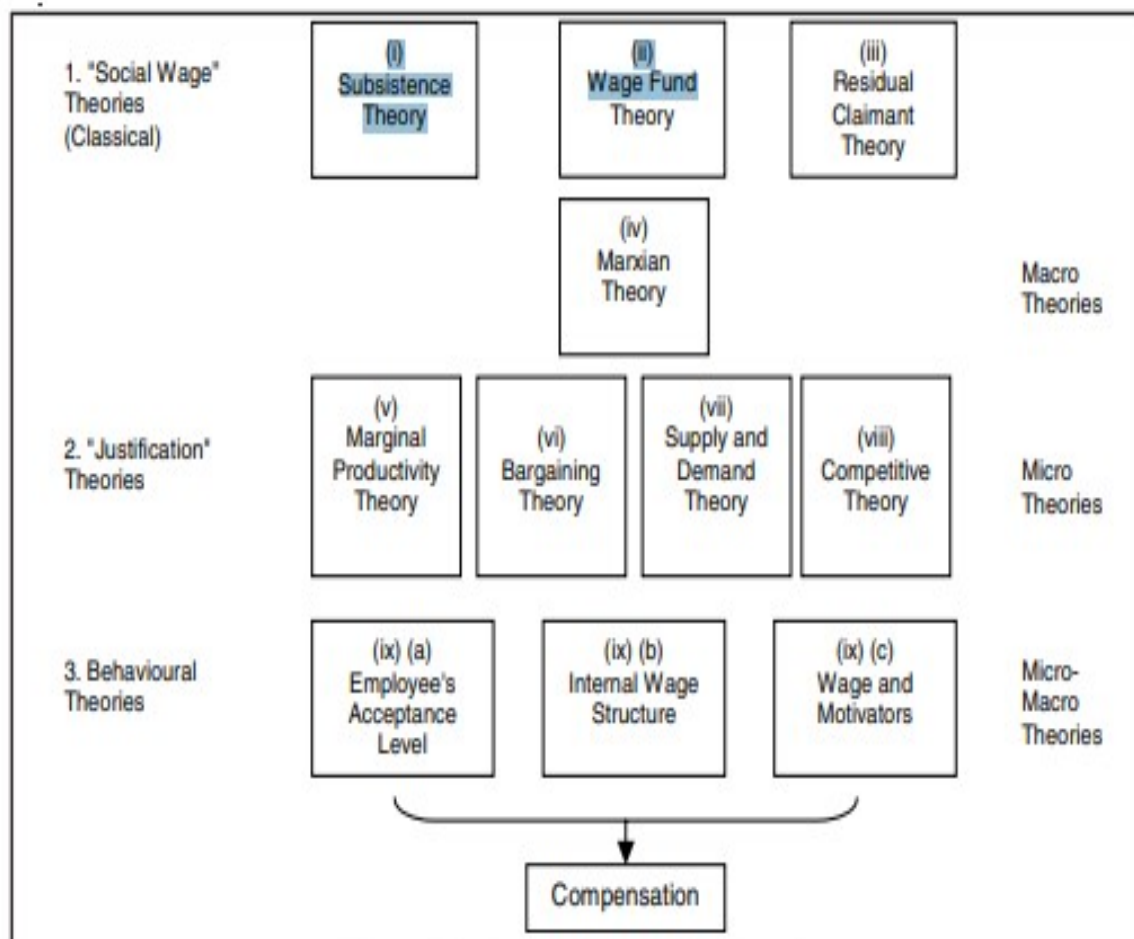 1. "Social Wage"
Theories
(Classical)
(i)
Subsistence
Theory
(ii)
Wage Fund
Theory
(iii)
Residual
Claimant
Theory
(iv)
Marxian
Theory
Macro
Theories
2. "Justification"
Theories
(v)
Marginal
Productivity
Theory
(vi)
Bargaining
Theory
(vii)
Supply and
Demand
Theory
(viii)
Competitive
Theory
Micro
Theories
3. Behavioural
Theories
(ix) (a)
Employee's
Acceptance
Level
(ix) (b)
Internal Wage
Structure
(ix) (c)
Wage and
Motivators
Micro-
Macro
Theories
Compensation